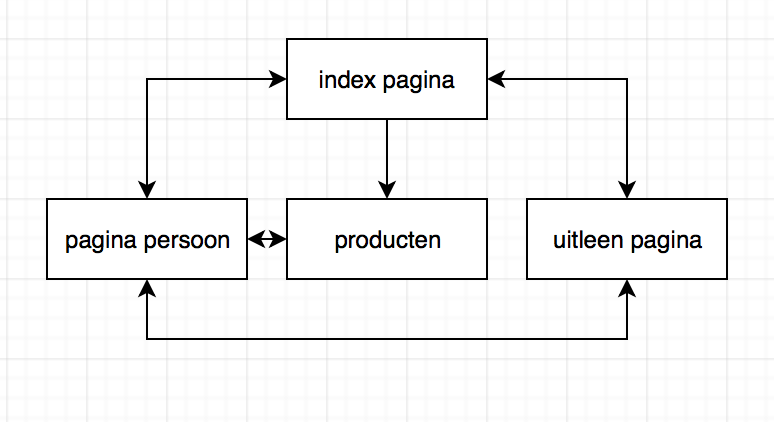 index pagina
pagina persoon
producten
uitleen pagina